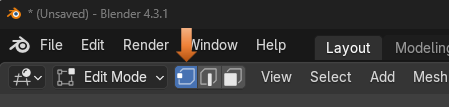 * (Unsaved) - Blender 4.3.1
File Edit Render Window Help Layout Modeling
Edit Mode View Select Add Mesh